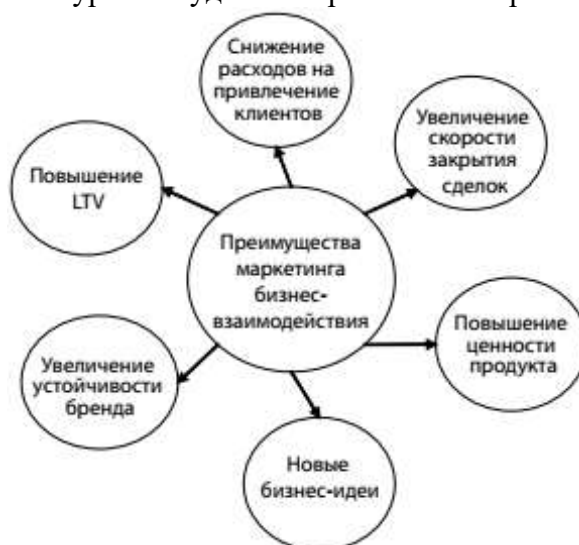 Снижение
расходов на
привлечение
клиентов
Увеличение
скорости
закрытия
сделок
Повышение
LTV
Преимущества
маркетинга
бизнес-
взаимодействия
Повышение
ценности
продукта
Увеличение
устойчивости
бренда
Новые
бизнес-идеи